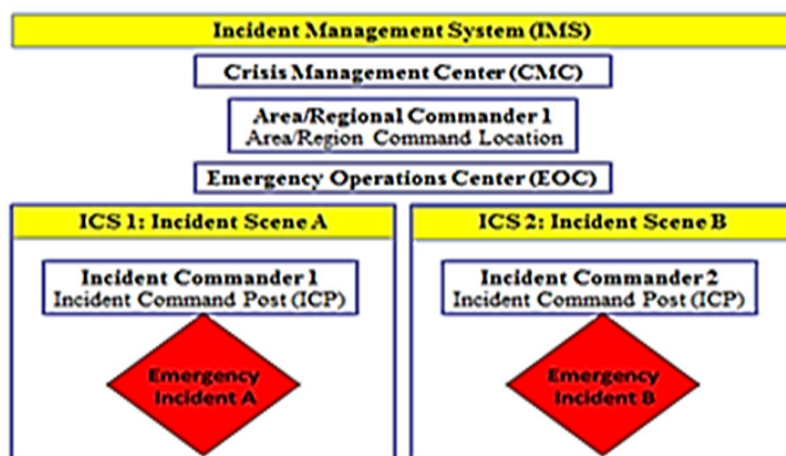 Incident Management System (IMS)
Crisis Management Center (CMC)
Area/Regional Commander 1
Area/Region Command Location
Emergency Operations Center (EOC)
ICS 1: Incident Scene A
Incident Commander 1
Incident Command Post (ICP)
Emergency
Incident A
ICS 2: Incident Scene B
Incident Commander 2
Incident Command Post (ICP)
Emergency
Incident B